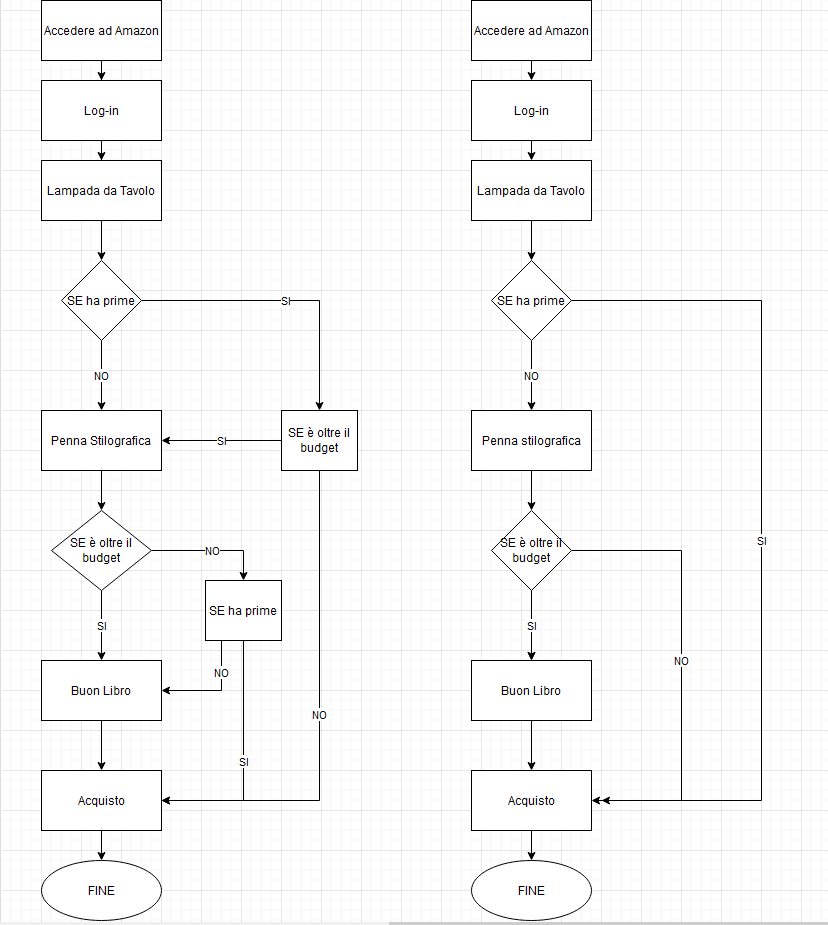 Accedere ad Amazon
Log-in
Lampada da Tavolo
SE ha prime
SI
NO
Penna Stilografica
SI
SE è oltre il
budget
SE è oltre il
budget
NO
SE ha prime
SI
NO
Buon Libro
NO
SI
Acquisto
FINE
Accedere ad Amazon
Log-in
Lampada da Tavolo
SE ha prime
NO
Penna stilografica
SE è oltre il
budget
SI
SI
NO
Buon Libro
Acquisto
FINE